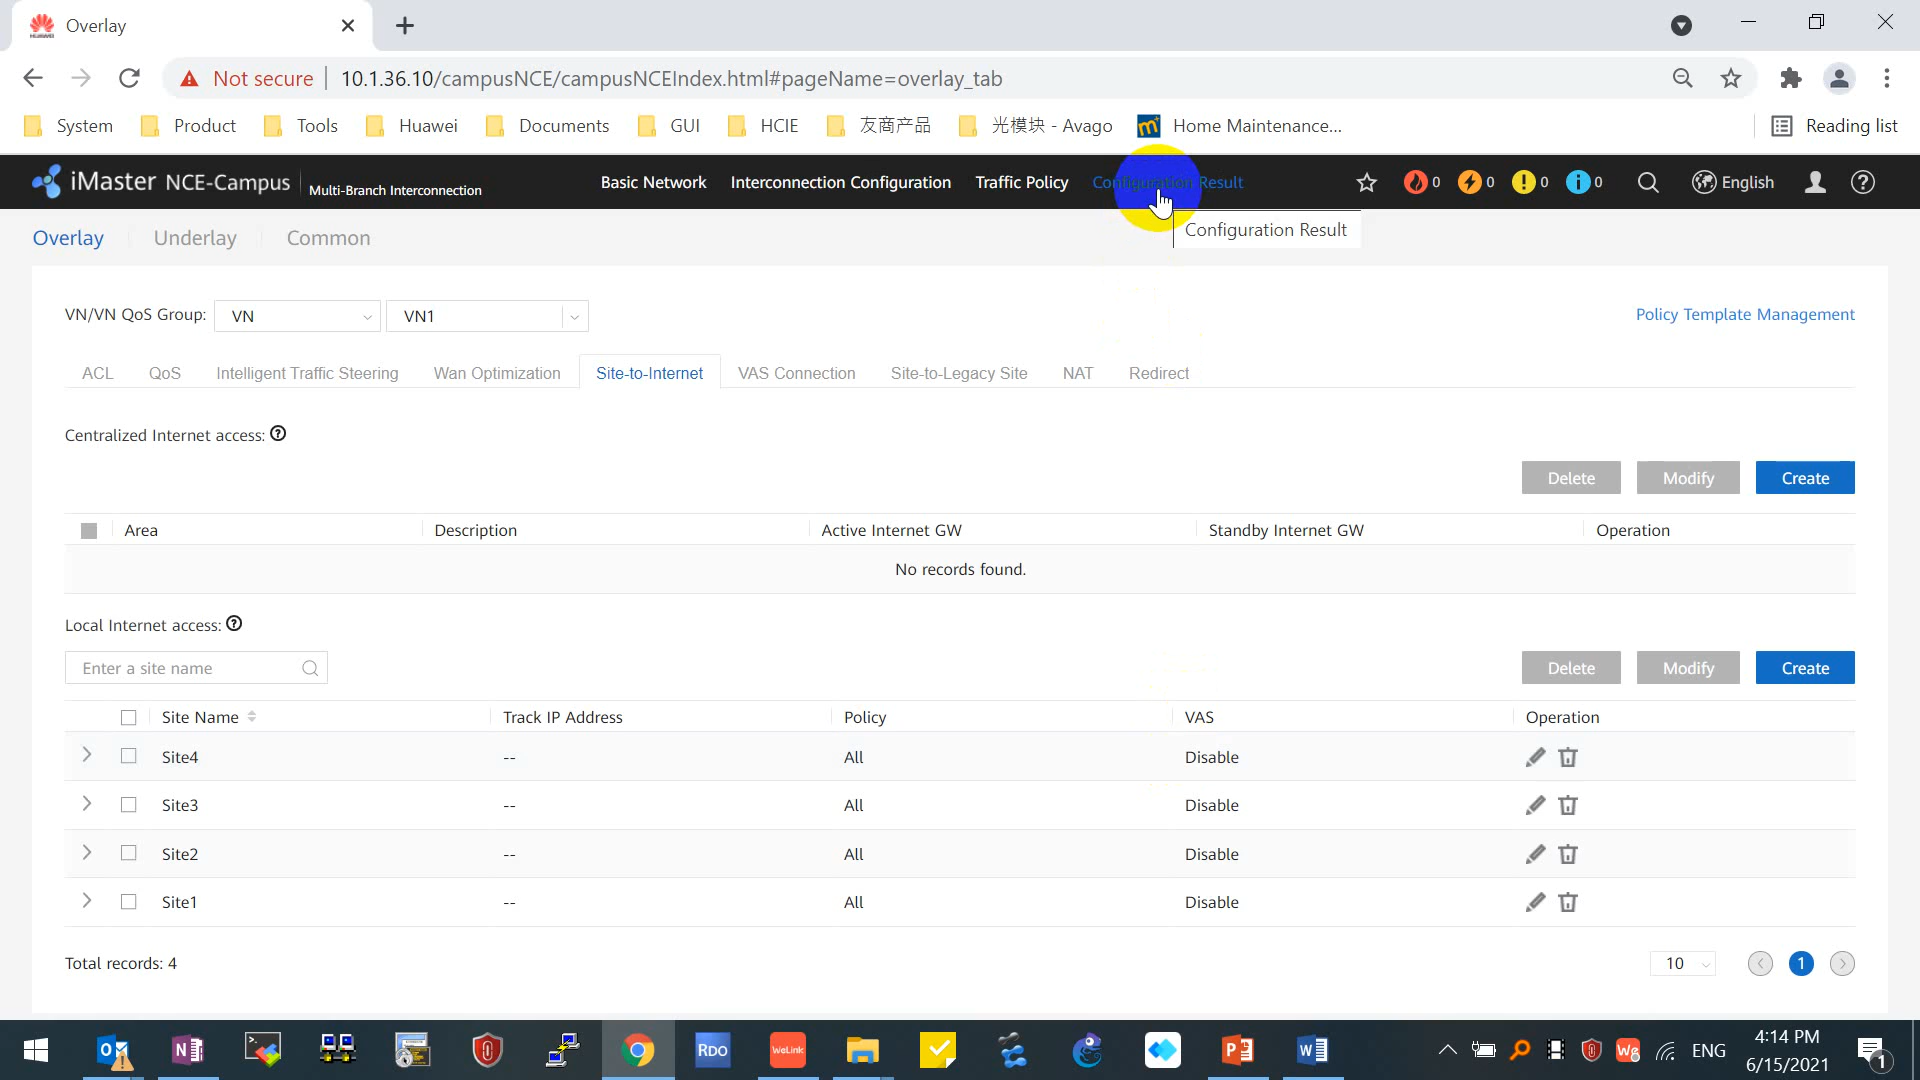 Overlay
Not secure
10.1.36.10/campusNCE/campusNCEIndex.html#pageName=overlay_tab
System Product Tools Huawei Documents GUI HCIE 友商产品 光模块 - Avago Home Maintenance... Reading list
iMaster NCE-Campus Multi-Branch Interconnection Basic Network Interconnection Configuration Traffic Policy Configuration Result 0 0 0 0 English
Configuration Result
Overlay Underlay Common
VN/VN QoS Group: VN VN1 Policy Template Management
ACL QoS Intelligent Traffic Steering Wan Optimization Site-to-Internet VAS Connection Site-to-Legacy Site NAT Redirect
Centralized Internet access:
Delete Modify Create
Area Description Active Internet GW Standby Internet GW Operation
No records found.
Local Internet access:
Enter a site name Delete Modify Create
Site Name Track IP Address Policy VAS Operation
Site4 -- All Disable
Site3 -- All Disable
Site2 -- All Disable
Site1 -- All Disable
Total records: 4 10 1
RDO WeLink ENG 4:14 PM
6/15/2021
1